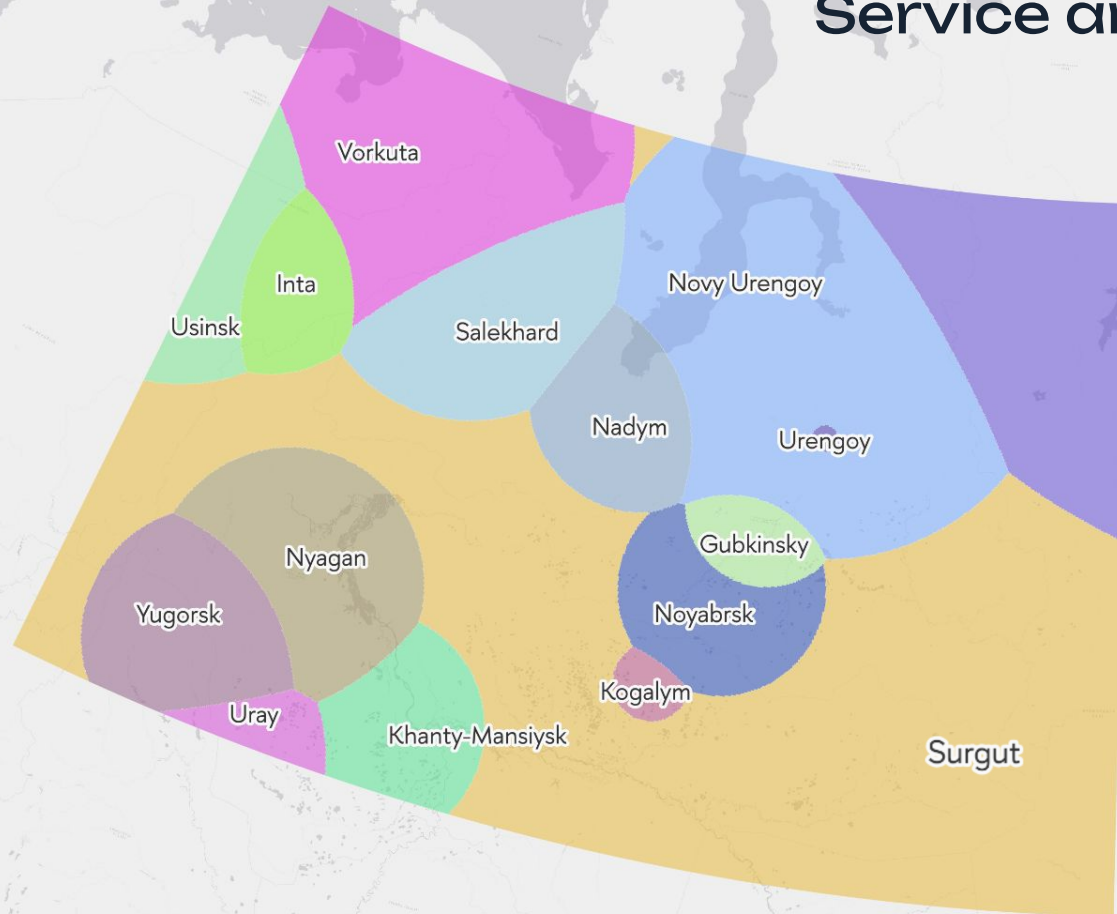 Service a
Vorkuta
Inta
Novy Urengoy
Usinsk
Salekhard
Nadym
Urengoy
Gubkinsky
Nyagan
Yugorsk
Noyabrsk
Kogalym
Uray
Khanty-Mansiysk
Surgut